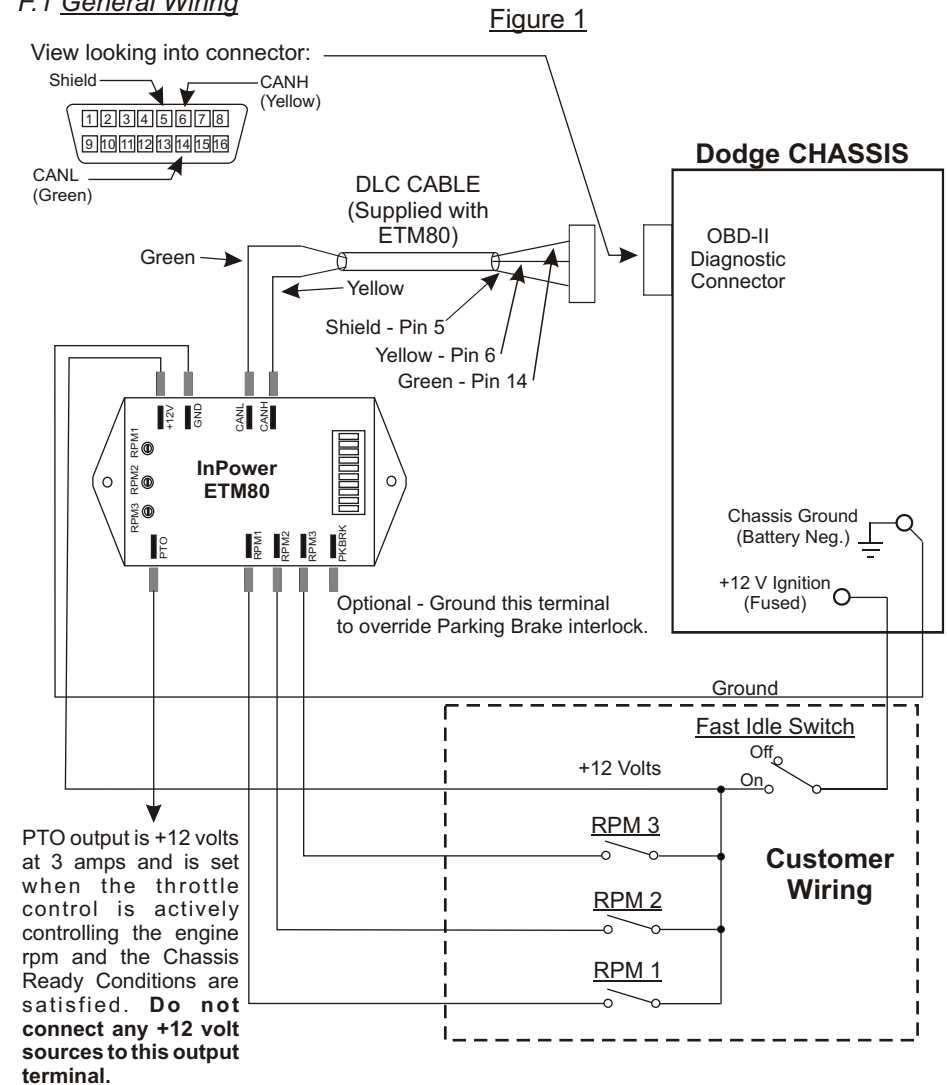 F.1 General Wiring
Figure 1
View looking into connector:
Shield
CANH
(Yellow)
1 2 3 4 5 6 7 8
9 10 11 12 13 14 15 16
CANL
(Green)
Dodge CHASSIS
DLC CABLE
(Supplied with
ETM80)
OBD-II
Diagnostic
Connector
Green
Yellow
Shield - Pin 5
Yellow - Pin 6
Green - Pin 14
+12V
GND
CANL
CANH
RPM1
RPM2
RPM3
InPower
ETM80
PTO
RPM1
RPM2
RPM3
PKBRK
Chassis Ground
(Battery Neg.)
+12 V Ignition
(Fused)
Optional - Ground this terminal
to override Parking Brake interlock.
Ground
Fast Idle Switch
Off
+12 Volts
On
RPM 3
Customer
Wiring
RPM 2
RPM 1
PTO output is +12 volts
at 3 amps and is set
when the throttle
control is actively
controlling the engine
rpm and the Chassis
Ready Conditions are
satisfied. Do not
connect any +12 volt
sources to this output
terminal.